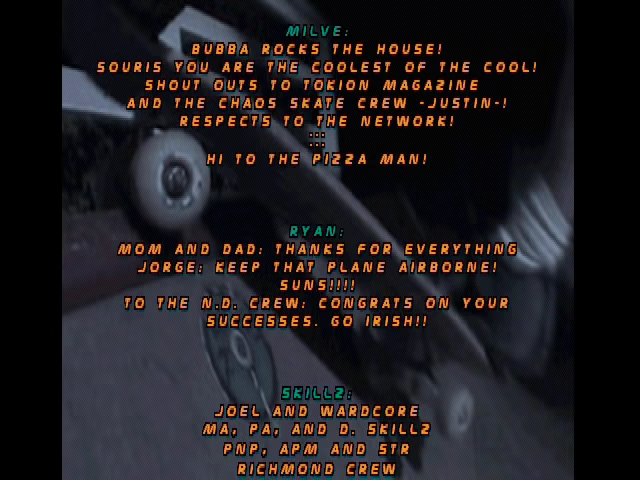 MILVE:
BUBBA ROCKS THE HOUSE!
SOURIS YOU ARE THE COOLEST OF THE COOL!
SHOUT OUTS TO TOKION MAGAZINE
AND THE CHAOS SKATE CREW -JUSTIN-!
RESPECTS TO THE NETWORK!
:::
HI TO THE PIZZA MAN!
RYAN:
MOM AND DAD: THANKS FOR EVERYTHING
JORGE: KEEP THAT PLANE AIRBORNE!
SUNS!!!!
TO THE N.D. CREW: CONGRATS ON YOUR
SUCCESSES. GO IRISH!!
SKILLZ:
JOEL AND WARDCORE
MA, PA, AND D. SKILLZ
PNP, APM AND STR
RICHMOND CREW